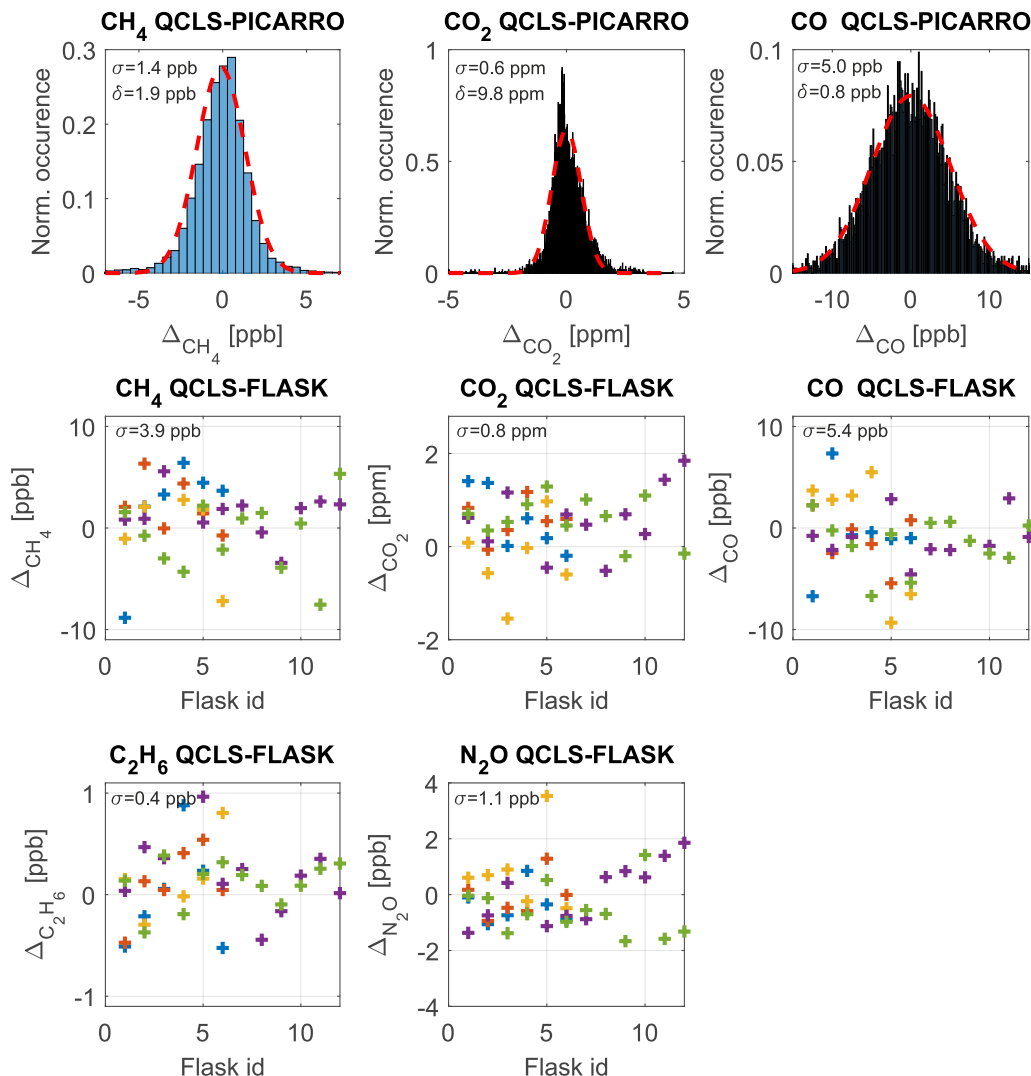 CH4 QCLS-PICARRO
CO2 QCLS-PICARRO
CO QCLS-PICARRO
σ=1.4 ppb
δ=1.9 ppb
σ=0.6 ppm
δ=9.8 ppm
σ=5.0 ppb
δ=0.8 ppb
Norm. occurence
0.3
0.2
0.1
0
-5 0 5
ΔCH4 [ppb]
Norm. occurence
1
0.5
0
-5 0 5
ΔCO2 [ppm]
Norm. occurence
0.1
0.05
0
-10 0 10
ΔCO [ppb]
CH4 QCLS-FLASK
CO2 QCLS-FLASK
CO QCLS-FLASK
σ=3.9 ppb
σ=0.8 ppm
σ=5.4 ppb
ΔCH4 [ppb]
10
0
-10
0 5 10
Flask id
ΔCO2 [ppm]
2
0
-2
0 5 10
Flask id
ΔCO [ppb]
10
0
-10
0 5 10
Flask id
C2H6 QCLS-FLASK
N2O QCLS-FLASK
σ=0.4 ppb
σ=1.1 ppb
ΔC2H6 [ppb]
1
0
-1
0 5 10
Flask id
ΔN2O [ppb]
4
2
0
-2
-4
0 5 10
Flask id